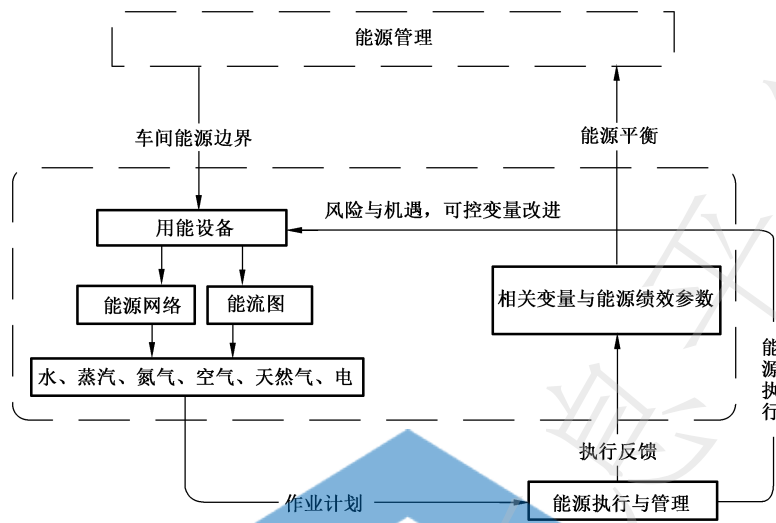 能源管理
车间能源边界
能源平衡
风险与机遇，可控变量改进
用能设备
能源网络
能流图
相关变量与能源绩效参数
水、蒸汽、氮气、空气、天然气、电
能源执行
执行反馈
作业计划
能源执行与管理